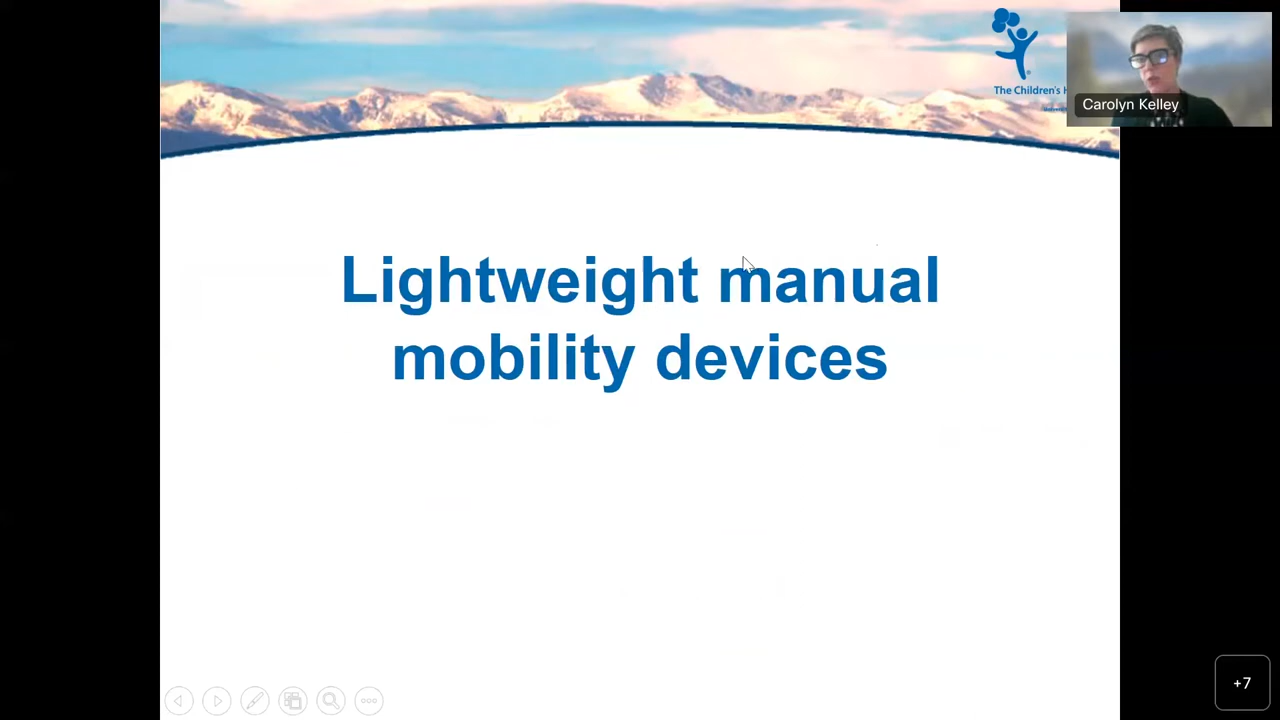 The Children's H
Carolyn Kelley
Lightweight manual
mobility devices
+7